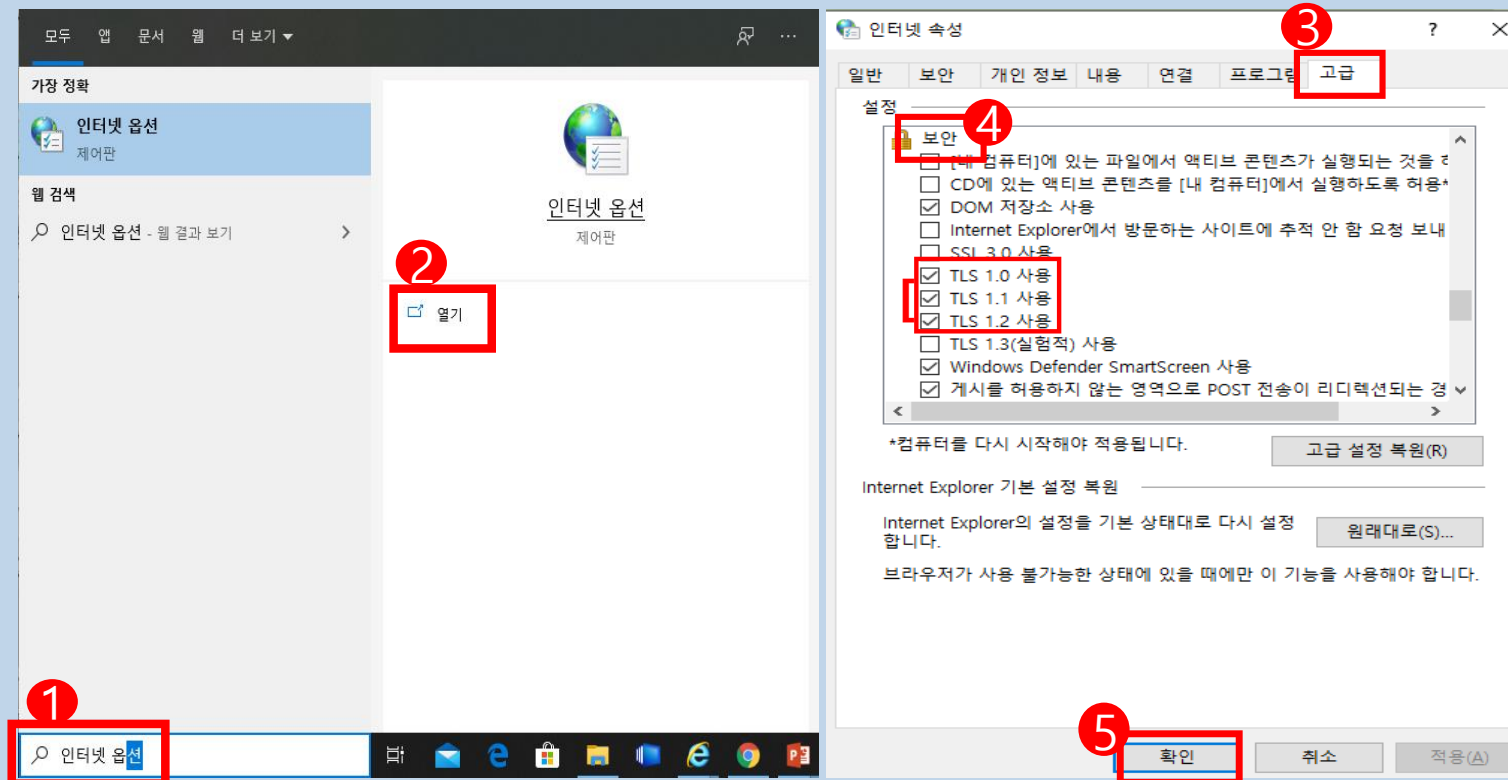 모두 앱 문서 웹 더 보기
가장 정확
인터넷 옵션
제어판
웹 검색
인터넷 옵션 - 웹 결과 보기
인터넷 옵션
제어판
2
열기
1
인터넷 옵션
인터넷 속성 ?
3
일반 보안 개인 정보 내용 연결 프로그램 고급
설정
4
보안
[내 컴퓨터]에 있는 파일에서 액티브 콘텐츠가 실행되는 것을
CD에 있는 액티브 콘텐츠를 [내 컴퓨터]에서 실행하도록 허용*
DOM 저장소 사용
Internet Explorer에서 방문하는 사이트에 추적 안 함 요청 보내
SSL 3.0 사용
TLS 1.0 사용
TLS 1.1 사용
TLS 1.2 사용
TLS 1.3(실험적) 사용
Windows Defender SmartScreen 사용
게시를 허용하지 않는 영역으로 POST 전송이 리디렉션되는 경
*컴퓨터를 다시 시작해야 적용됩니다.
고급 설정 복원(R)
Internet Explorer 기본 설정 복원
Internet Explorer의 설정을 기본 상태대로 다시 설정
합니다.
원래대로(S)...
브라우저가 사용 불가능한 상태에 있을 때에만 이 기능을 사용해야 합니다.
5
확인 취소 적용(A)